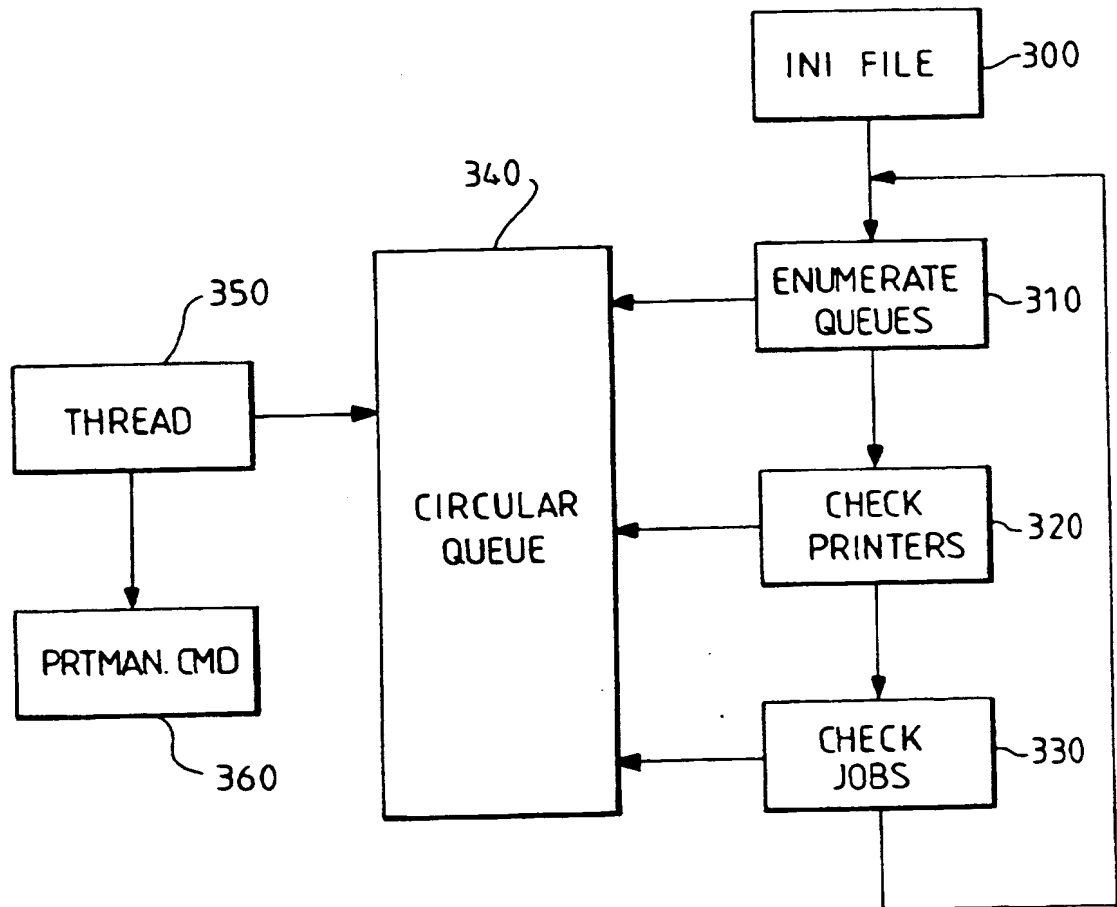 INI FILE
300
340
ENUMERATE
QUEUES
310
350
THREAD
CIRCULAR
QUEUE
CHECK
PRINTERS
320
PRTMAN.CMD
360
CHECK
JOBS
330